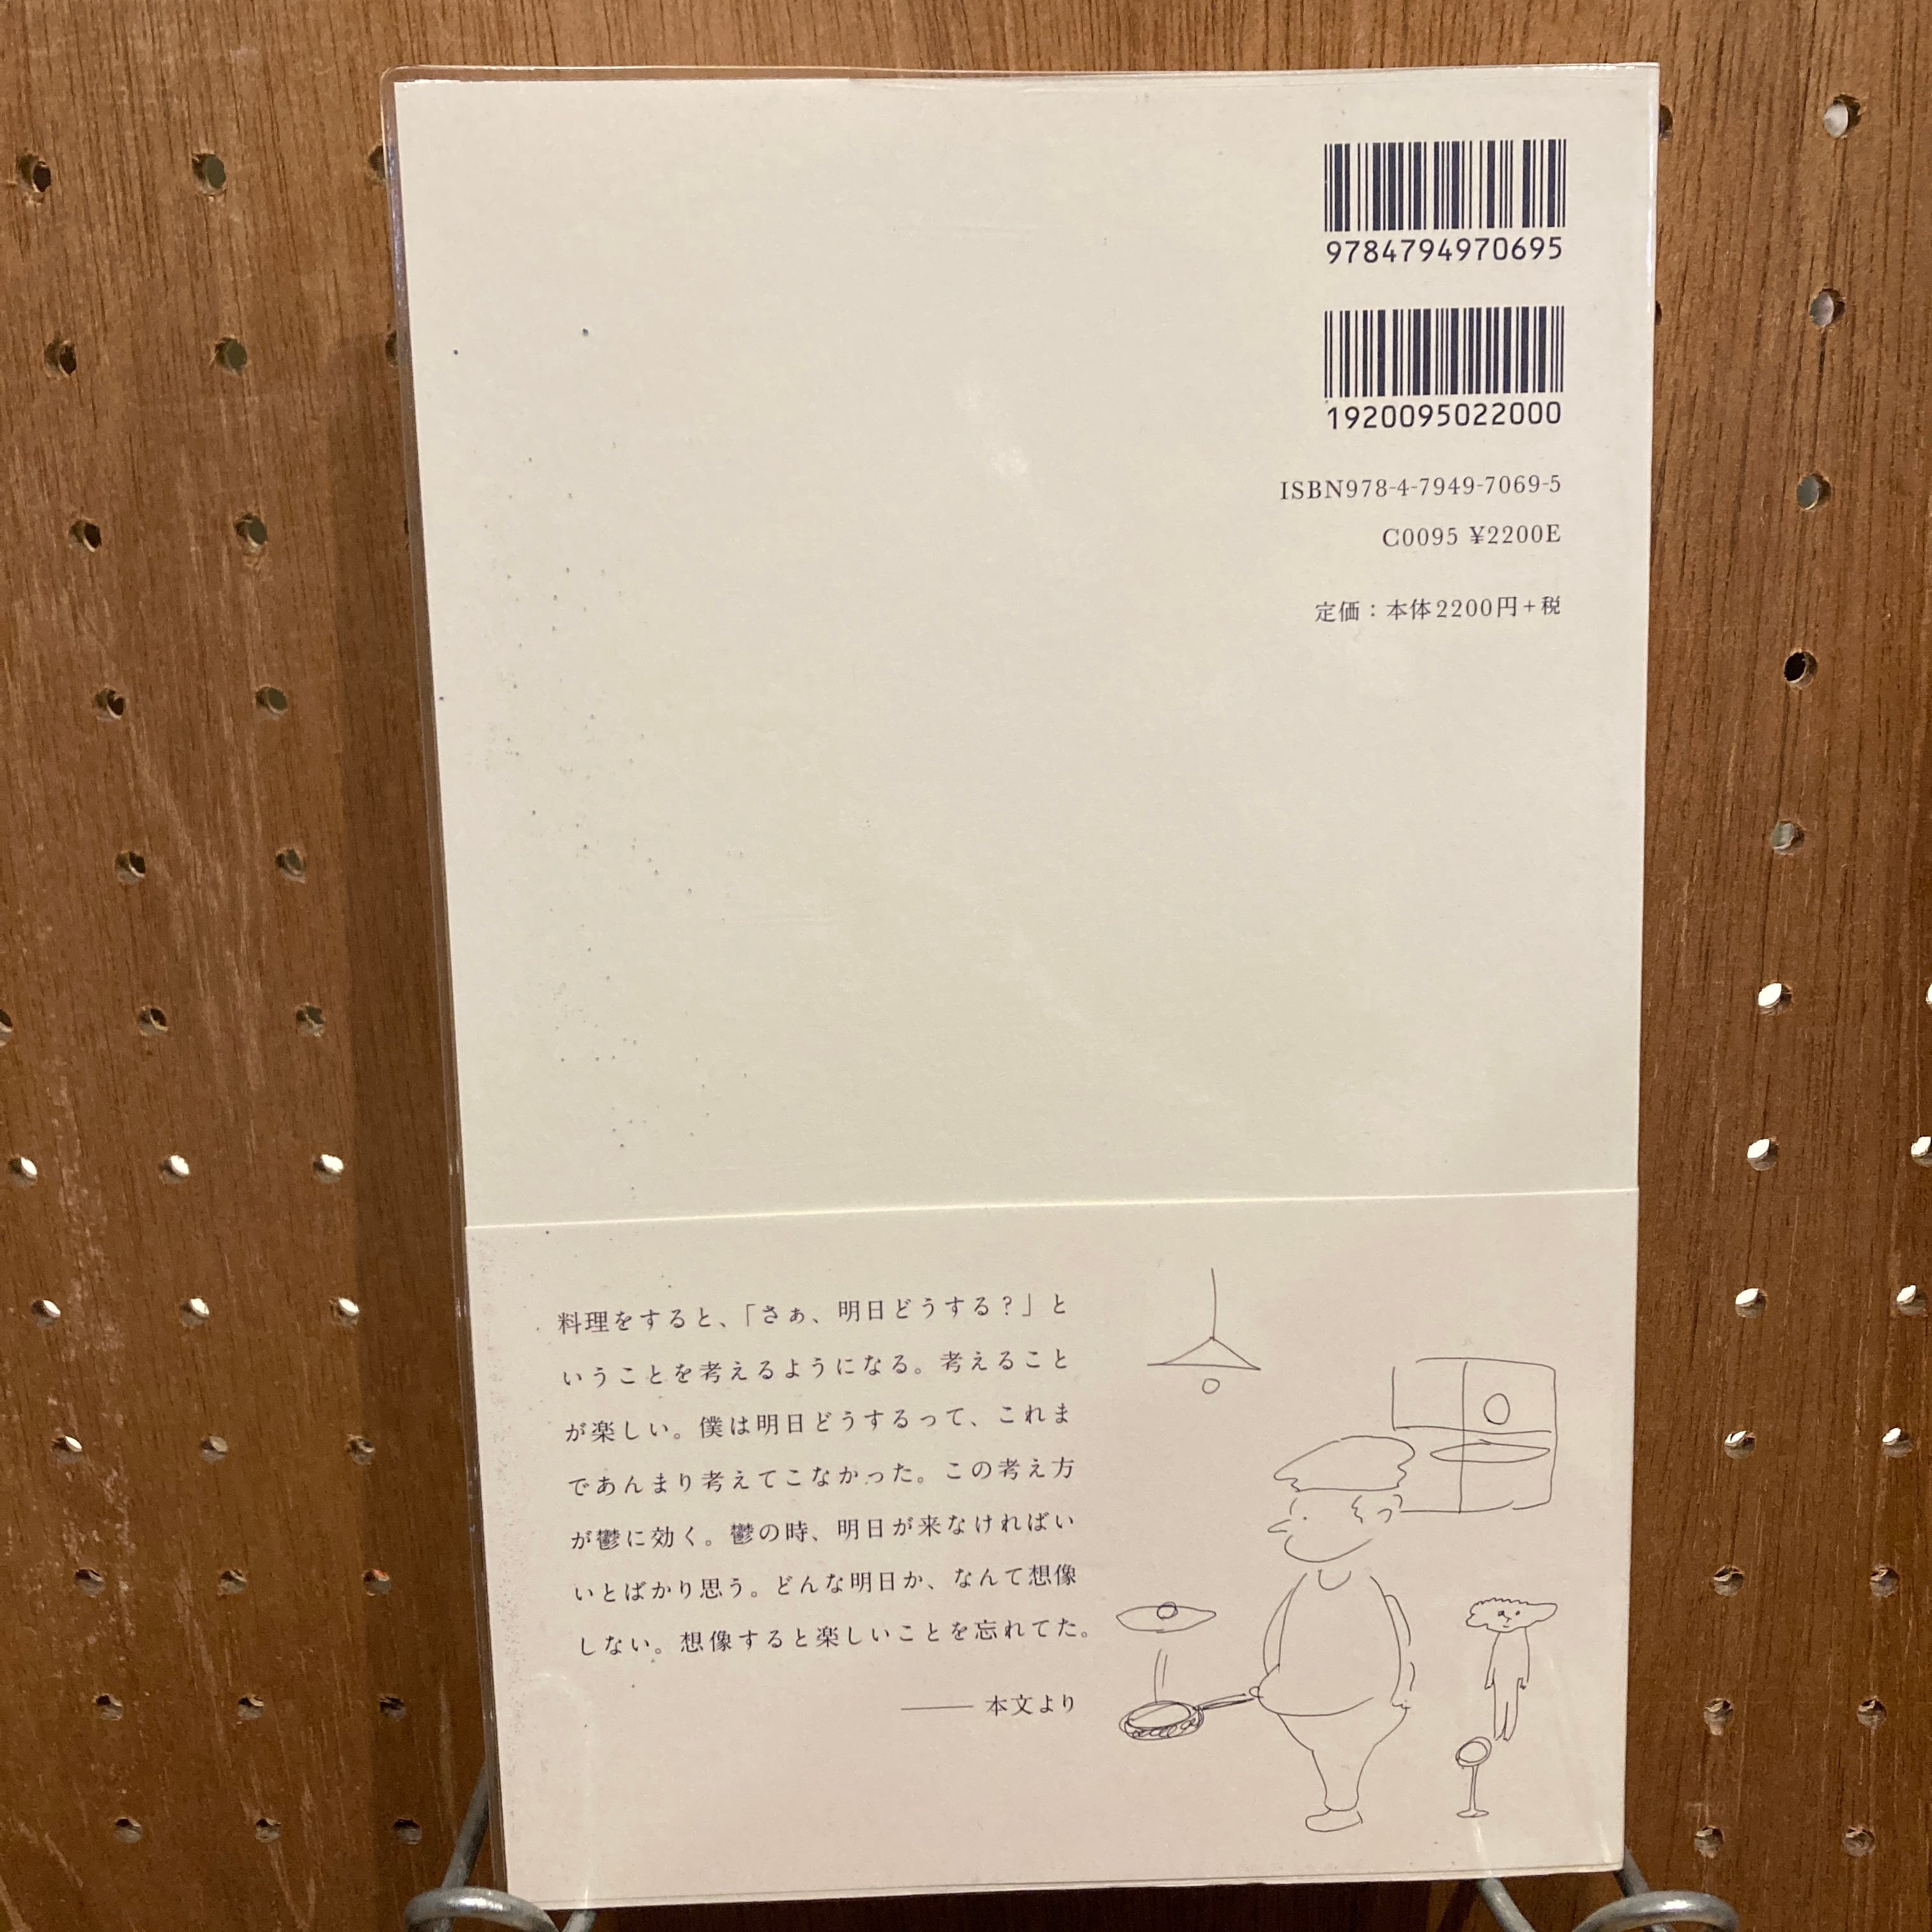 9784794970695
1920095022000
ISBN978-4-7949-7069-5
C0095 ¥2200E
定価：本体2200円+税
料理をすると、「さぁ、明日どうする？」と
いうことを考えるようになる。考えること
が楽しい。僕は明日どうするって、これま
であんまり考えてこなかった。この考え方
が鬱に効く。鬱の時、明日が来なければい
いとばかり思う。どんな明日か、なんて想像
しない。想像すると楽しいことを忘れてた。
── 本文より